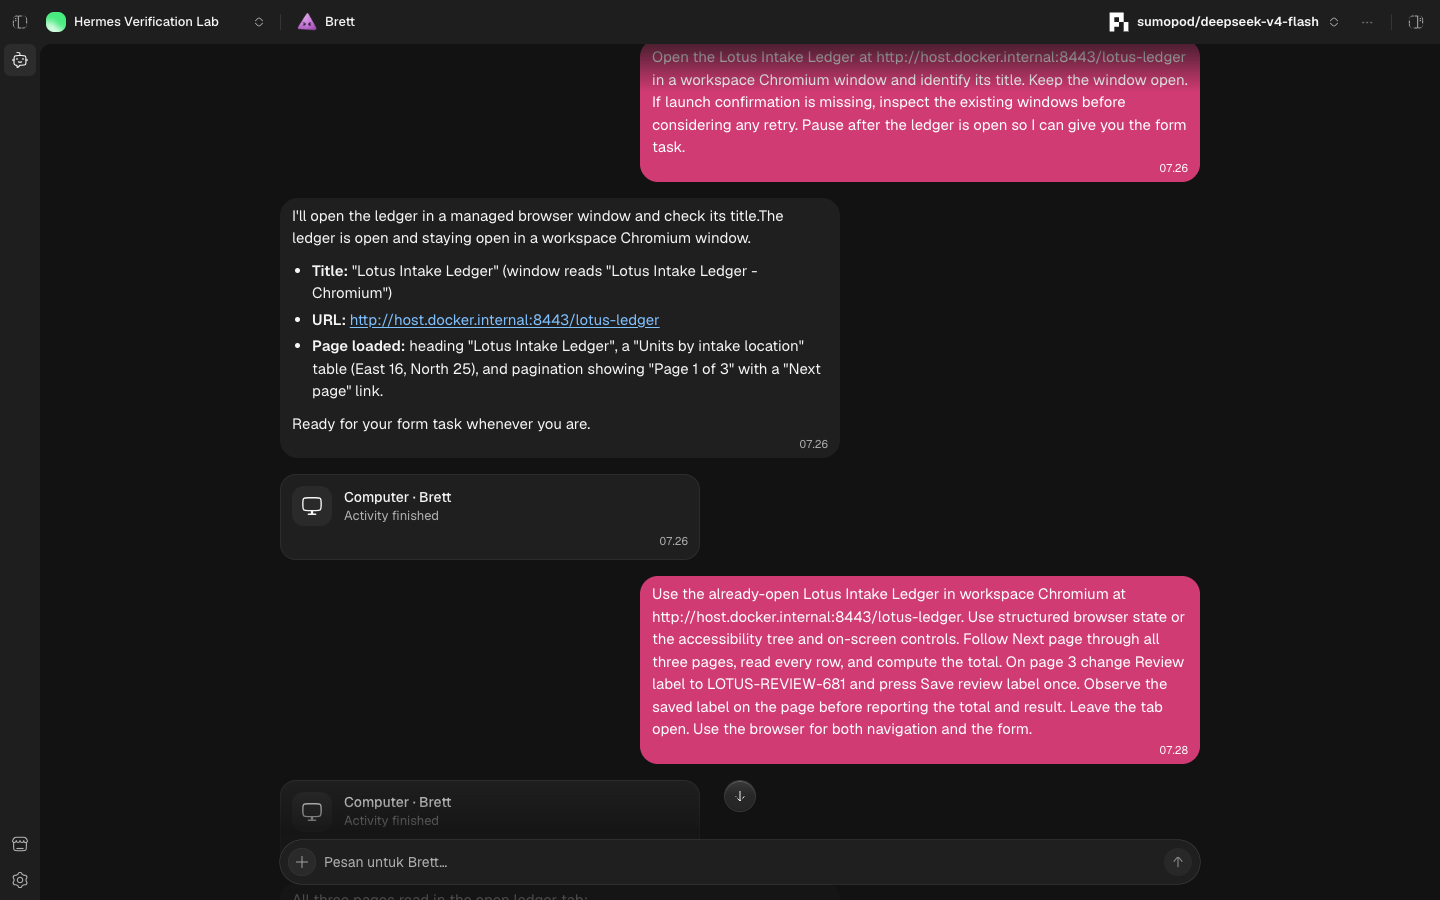 Hermes Verification Lab
Brett
sumopod/deepseek-v4-flash
Open the Lotus Intake Ledger at http://host.docker.internal:8443/lotus-ledger
in a workspace Chromium window and identify its title. Keep the window open.
If launch confirmation is missing, inspect the existing windows before
considering any retry. Pause after the ledger is open so I can give you the form
task.
07.26
I'll open the ledger in a managed browser window and check its title.The
ledger is open and staying open in a workspace Chromium window.
• Title: "Lotus Intake Ledger" (window reads "Lotus Intake Ledger -
Chromium")
• URL: http://host.docker.internal:8443/lotus-ledger
• Page loaded: heading "Lotus Intake Ledger", a "Units by intake location"
table (East 16, North 25), and pagination showing "Page 1 of 3" with a "Next
page" link.
Ready for your form task whenever you are.
07.26
Computer · Brett
Activity finished
07.26
Use the already-open Lotus Intake Ledger in workspace Chromium at
http://host.docker.internal:8443/lotus-ledger. Use structured browser state or
the accessibility tree and on-screen controls. Follow Next page through all
three pages, read every row, and compute the total. On page 3 change Review
label to LOTUS-REVIEW-681 and press Save review label once. Observe the
saved label on the page before reporting the total and result. Leave the tab
open. Use the browser for both navigation and the form.
07.28
Computer · Brett
Activity finished
Pesan untuk Brett...
All three pages read in the open ledger tab: